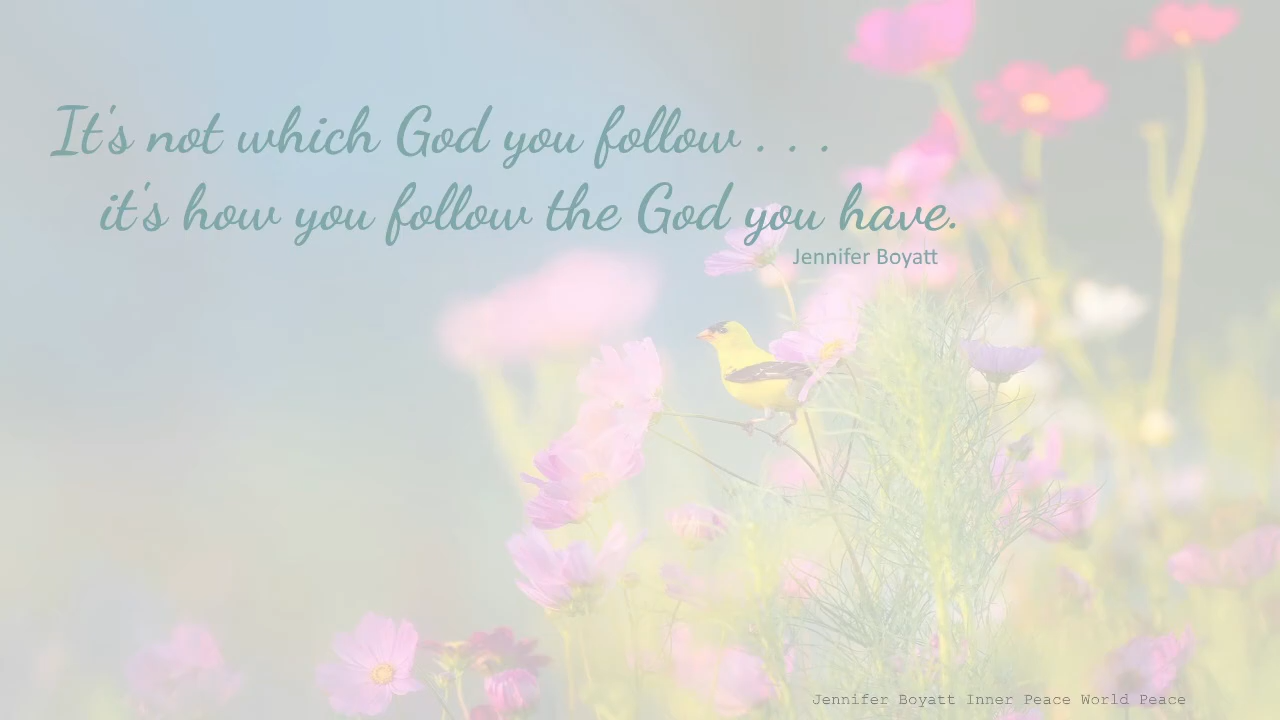 It's not which God you follow . . .
it's how you follow the God you have.
Jennifer Boyatt
Jennifer Boyatt Inner Peace World Peace